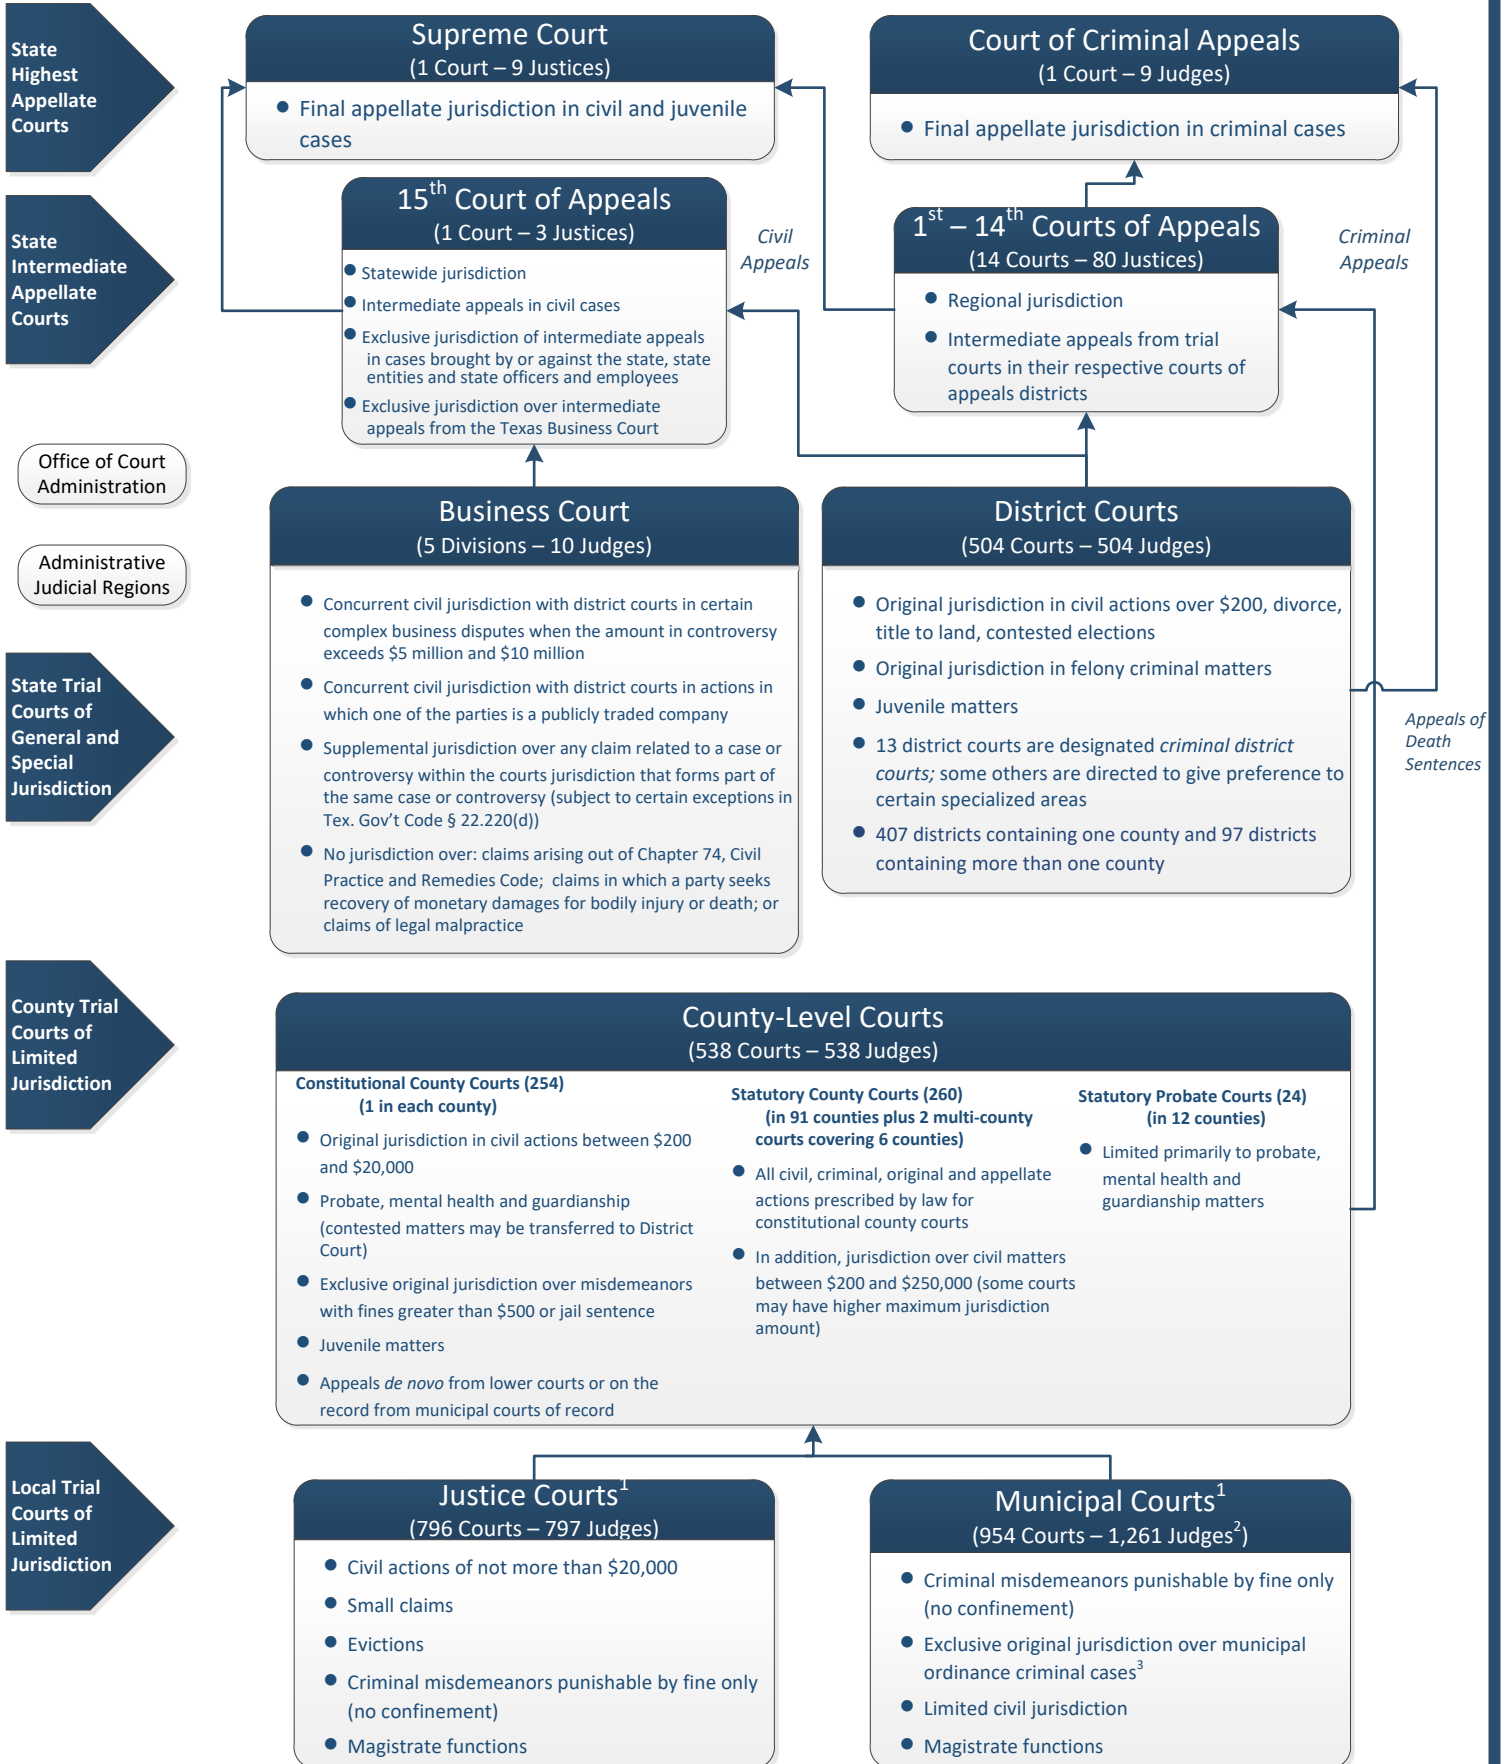 State
Highest
Appellate
Courts
Supreme Court
(1 Court – 9 Justices)
● Final appellate jurisdiction in civil and juvenile
cases
Court of Criminal Appeals
(1 Court – 9 Judges)
● Final appellate jurisdiction in criminal cases
State
Intermediate
Appellate
Courts
15th Court of Appeals
(1 Court – 3 Justices)
● Statewide jurisdiction
● Intermediate appeals in civil cases
● Exclusive jurisdiction of intermediate appeals
in cases brought by or against the state, state
entities and state officers and employees
● Exclusive jurisdiction over intermediate
appeals from the Texas Business Court
Civil
Appeals
1st – 14th Courts of Appeals
(14 Courts – 80 Justices)
● Regional jurisdiction
● Intermediate appeals from trial
courts in their respective courts of
appeals districts
Criminal
Appeals
Office of Court
Administration
Administrative
Judicial Regions
State Trial
Courts of
General and
Special
Jurisdiction
Business Court
(5 Divisions – 10 Judges)
● Concurrent civil jurisdiction with district courts in certain
complex business disputes when the amount in controversy
exceeds $5 million and $10 million
● Concurrent civil jurisdiction with district courts in actions in
which one of the parties is a publicly traded company
● Supplemental jurisdiction over any claim related to a case or
controversy within the courts jurisdiction that forms part of
the same case or controversy (subject to certain exceptions in
Tex. Gov’t Code § 22.220(d))
● No jurisdiction over: claims arising out of Chapter 74, Civil
Practice and Remedies Code; claims in which a party seeks
recovery of monetary damages for bodily injury or death; or
claims of legal malpractice
District Courts
(504 Courts – 504 Judges)
● Original jurisdiction in civil actions over $200, divorce,
title to land, contested elections
● Original jurisdiction in felony criminal matters
● Juvenile matters
● 13 district courts are designated criminal district
courts; some others are directed to give preference to
certain specialized areas
● 407 districts containing one county and 97 districts
containing more than one county
Appeals of
Death
Sentences
County Trial
Courts of
Limited
Jurisdiction
County-Level Courts
(538 Courts – 538 Judges)
Constitutional County Courts (254)
(1 in each county)
● Original jurisdiction in civil actions between $200
and $20,000
● Probate, mental health and guardianship
(contested matters may be transferred to District
Court)
● Exclusive original jurisdiction over misdemeanors
with fines greater than $500 or jail sentence
● Juvenile matters
● Appeals de novo from lower courts or on the
record from municipal courts of record
Statutory County Courts (260)
(in 91 counties plus 2 multi-county
courts covering 6 counties)
● All civil, criminal, original and appellate
actions prescribed by law for
constitutional county courts
● In addition, jurisdiction over civil matters
between $200 and $250,000 (some courts
may have higher maximum jurisdiction
amount)
Statutory Probate Courts (24)
(in 12 counties)
● Limited primarily to probate,
mental health and
guardianship matters
Local Trial
Courts of
Limited
Jurisdiction
Justice Courts1
(796 Courts – 797 Judges)
● Civil actions of not more than $20,000
● Small claims
● Evictions
● Criminal misdemeanors punishable by fine only
(no confinement)
● Magistrate functions
Municipal Courts1
(954 Courts – 1,261 Judges2)
● Criminal misdemeanors punishable by fine only
(no confinement)
● Exclusive original jurisdiction over municipal
ordinance criminal cases3
● Limited civil jurisdiction
● Magistrate functions